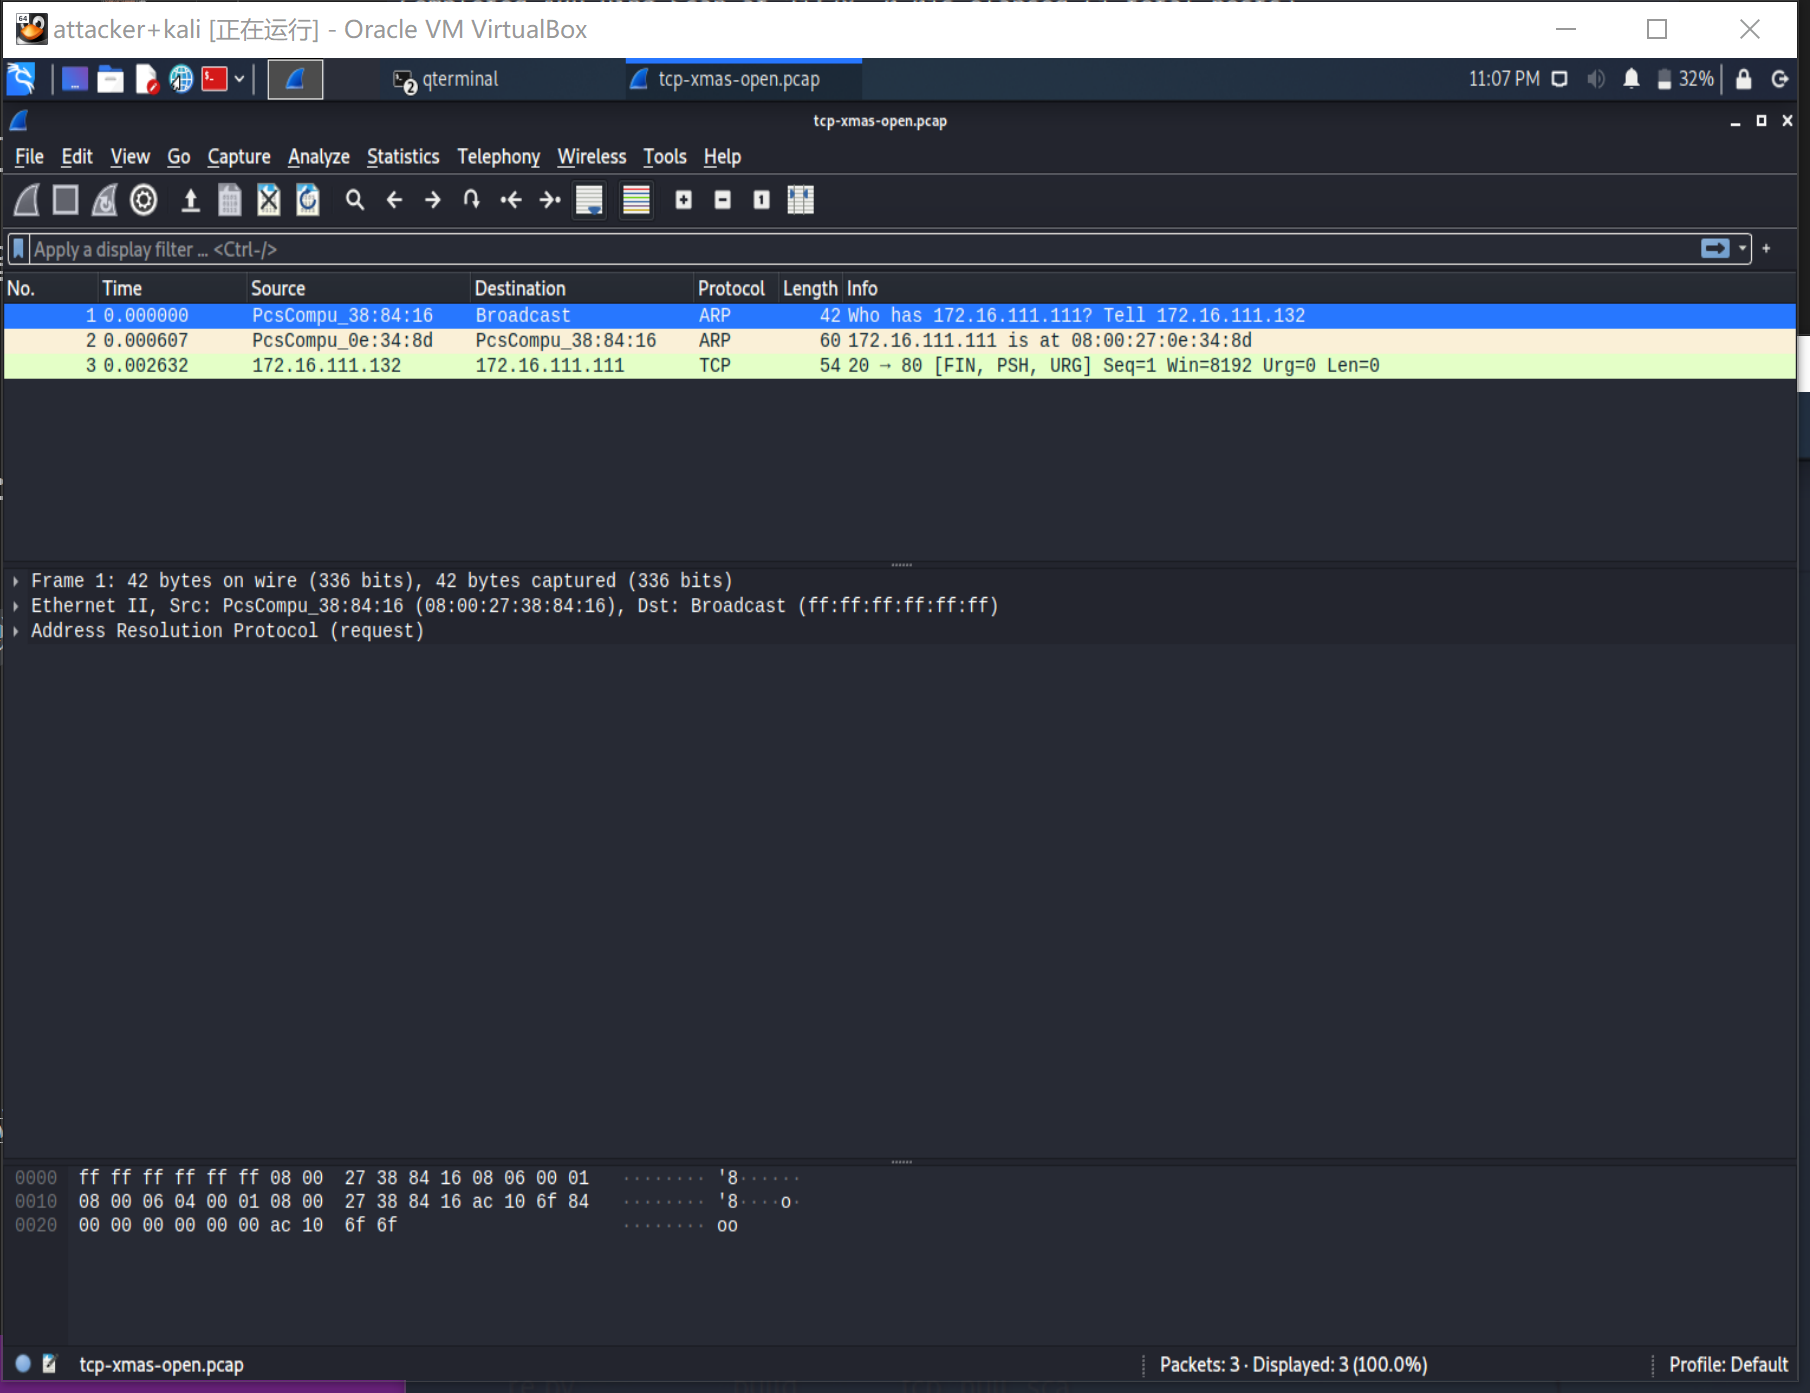 attacker+kali [正在运行] - Oracle VM VirtualBox
qterminal
tcp-xmas-open.pcap
11:07 PM
32%
tcp-xmas-open.pcap
File Edit View Go Capture Analyze Statistics Telephony Wireless Tools Help
Apply a display filter ... <Ctrl-/>
No. Time Source Destination Protocol Length Info
1 0.000000 PcsCompu_38:84:16 Broadcast ARP 42 Who has 172.16.111.111? Tell 172.16.111.132
2 0.000607 PcsCompu_0e:34:8d PcsCompu_38:84:16 ARP 60 172.16.111.111 is at 08:00:27:0e:34:8d
3 0.002632 172.16.111.132 172.16.111.111 TCP 54 20 → 80 [FIN, PSH, URG] Seq=1 Win=8192 Urg=0 Len=0
Frame 1: 42 bytes on wire (336 bits), 42 bytes captured (336 bits)
Ethernet II, Src: PcsCompu_38:84:16 (08:00:27:38:84:16), Dst: Broadcast (ff:ff:ff:ff:ff:ff)
Address Resolution Protocol (request)
0000 ff ff ff ff ff ff 08 00 27 38 84 16 08 06 00 01 ········ '8······
0010 08 00 06 04 00 01 08 00 27 38 84 16 ac 10 6f 84 ········ '8····o·
0020 00 00 00 00 00 00 ac 10 6f 6f ········ oo
tcp-xmas-open.pcap
Packets: 3 · Displayed: 3 (100.0%)
Profile: Default